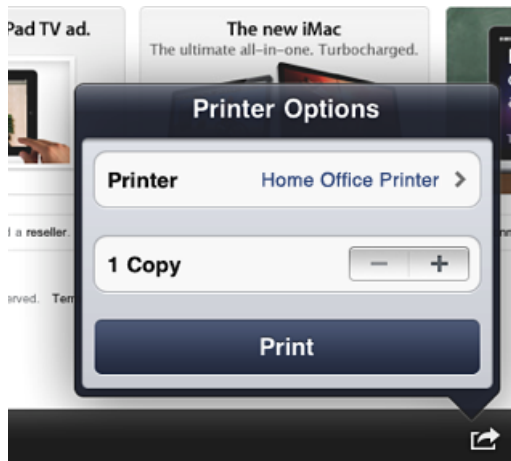 Pad TV ad.
The new iMac
The ultimate all-in-one. Turbocharged.
Printer Options
Printer Home Office Printer
a reseller.
1 Copy
erved.
Print